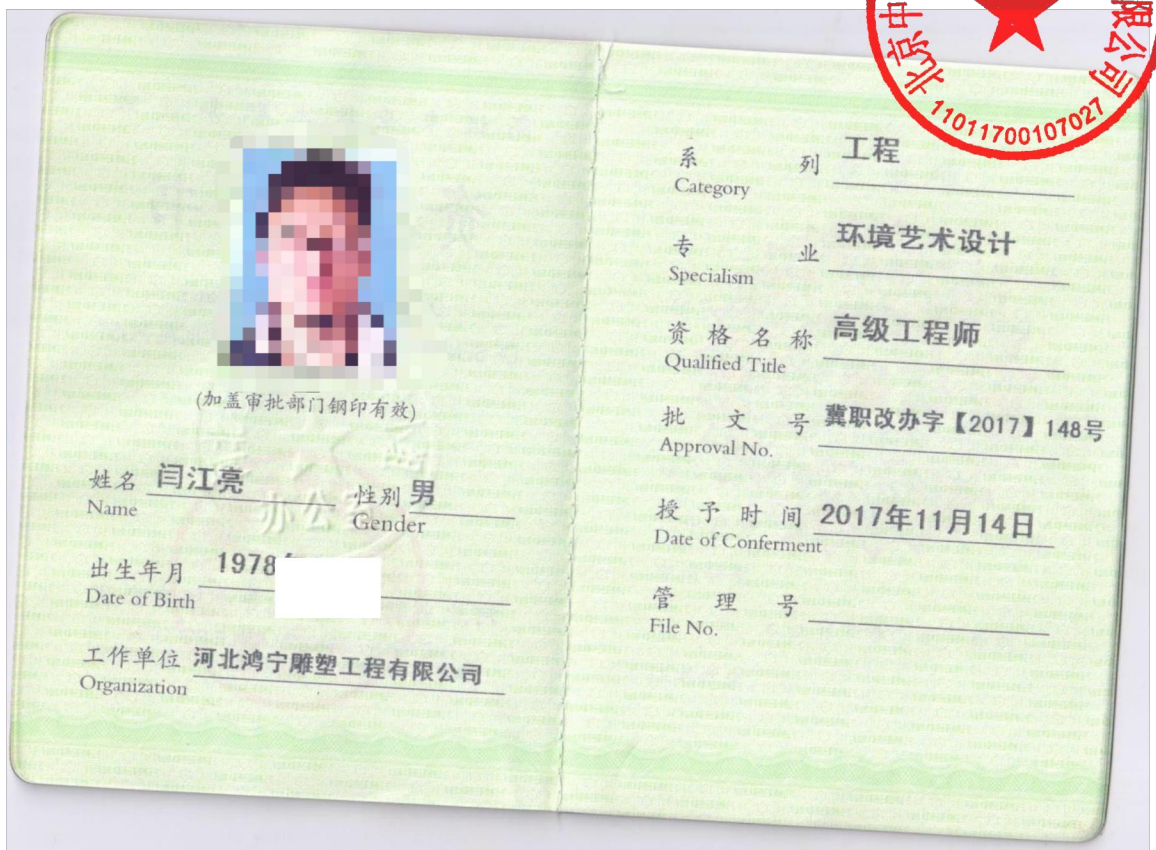 (加盖审批部门钢印有效)
姓名 闫江亮 性别 男
Name Gender
出生年月 1978
Date of Birth
工作单位 河北鸿宁雕塑工程有限公司
Organization
系 列 工程
Category
专 业 环境艺术设计
Specialism
资格名称 高级工程师
Qualified Title
批 文 号 冀职改办字【2017】148号
Approval No.
授予时间 2017年11月14日
Date of Conferment
管 理 号
File No.
北京中
限公司
11011700107027
办公室